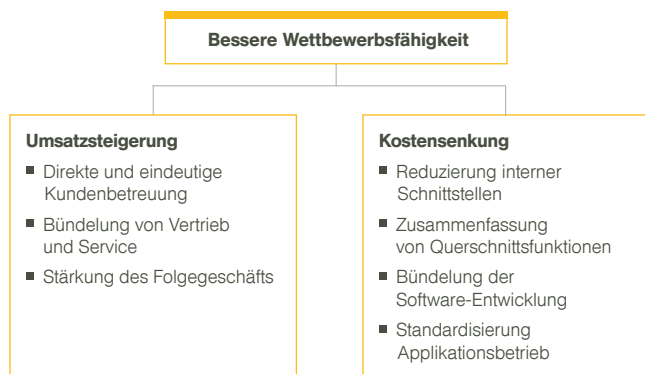 Bessere Wettbewerbsfähigkeit
Umsatzsteigerung
■ Direkte und eindeutige
Kundenbetreuung
■ Bündelung von Vertrieb
und Service
■ Stärkung des Folgegeschäfts
Kostensenkung
■ Reduzierung interner
Schnittstellen
■ Zusammenfassung
von Querschnittsfunktionen
■ Bündelung der
Software-Entwicklung
■ Standardisierung
Applikationsbetrieb